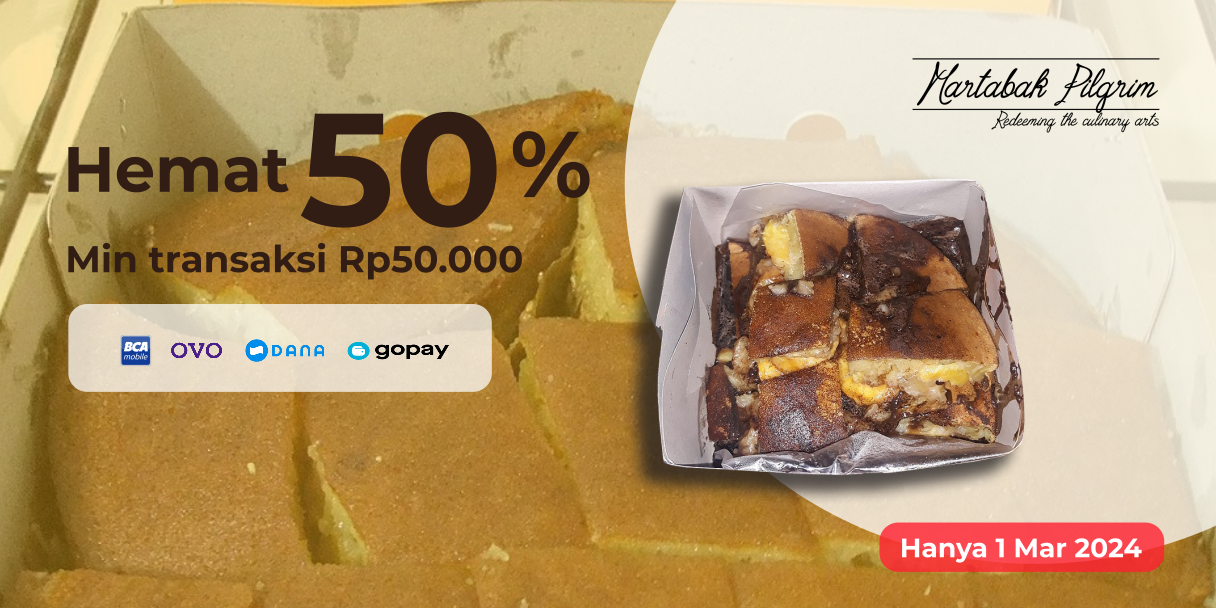 Martabak Pilgrim
Redeeming the culinary arts
Hemat 50%
Min transaksi Rp50.000
BCA mobile OVO DANA gopay
Hanya 1 Mar 2024